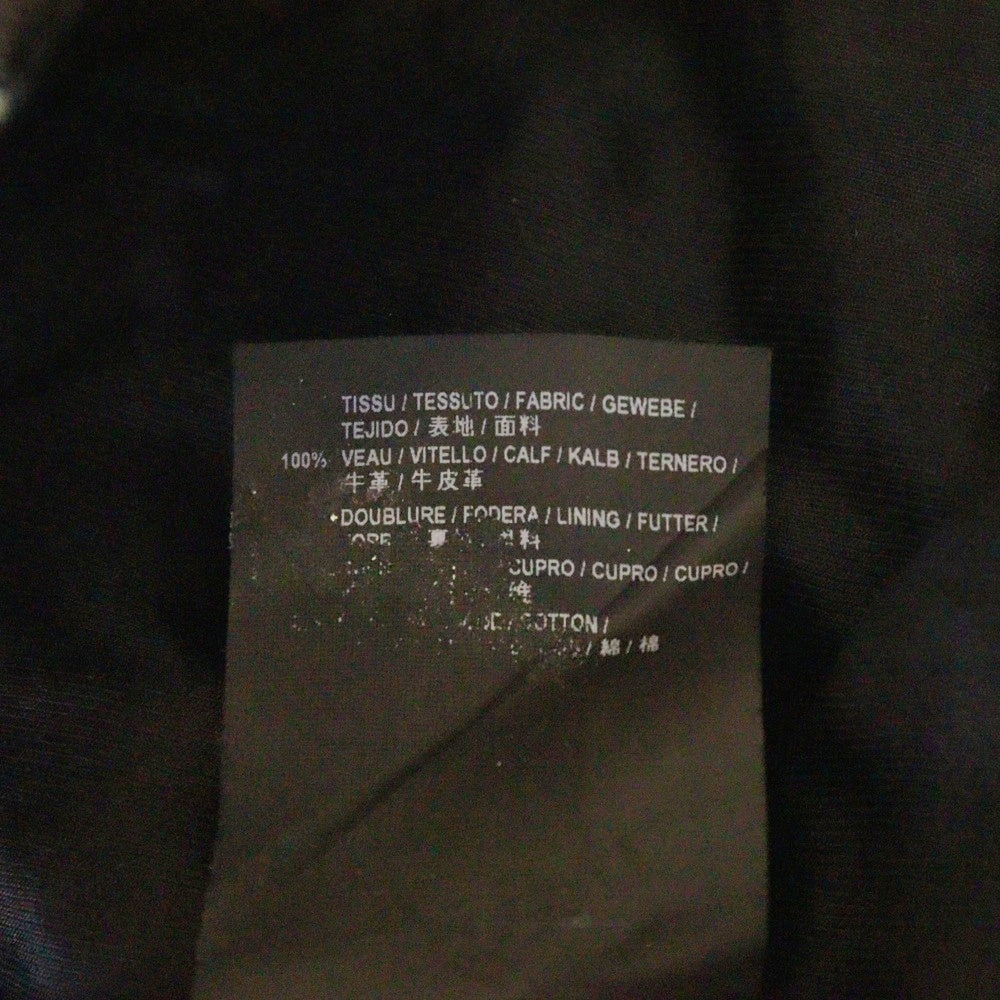 TISSU / TESSUTO / FABRIC / GEWEBE /
TEJIDO / 表地 / 面料
100% VEAU / VITELLO / CALF / KALB / TERNERO /
牛革 / 牛皮革
DOUBLURE / FODERA / LINING / FUTTER /
CUPRO / CUPRO / CUPRO /
/ COTTON /
/ 綿 / 棉